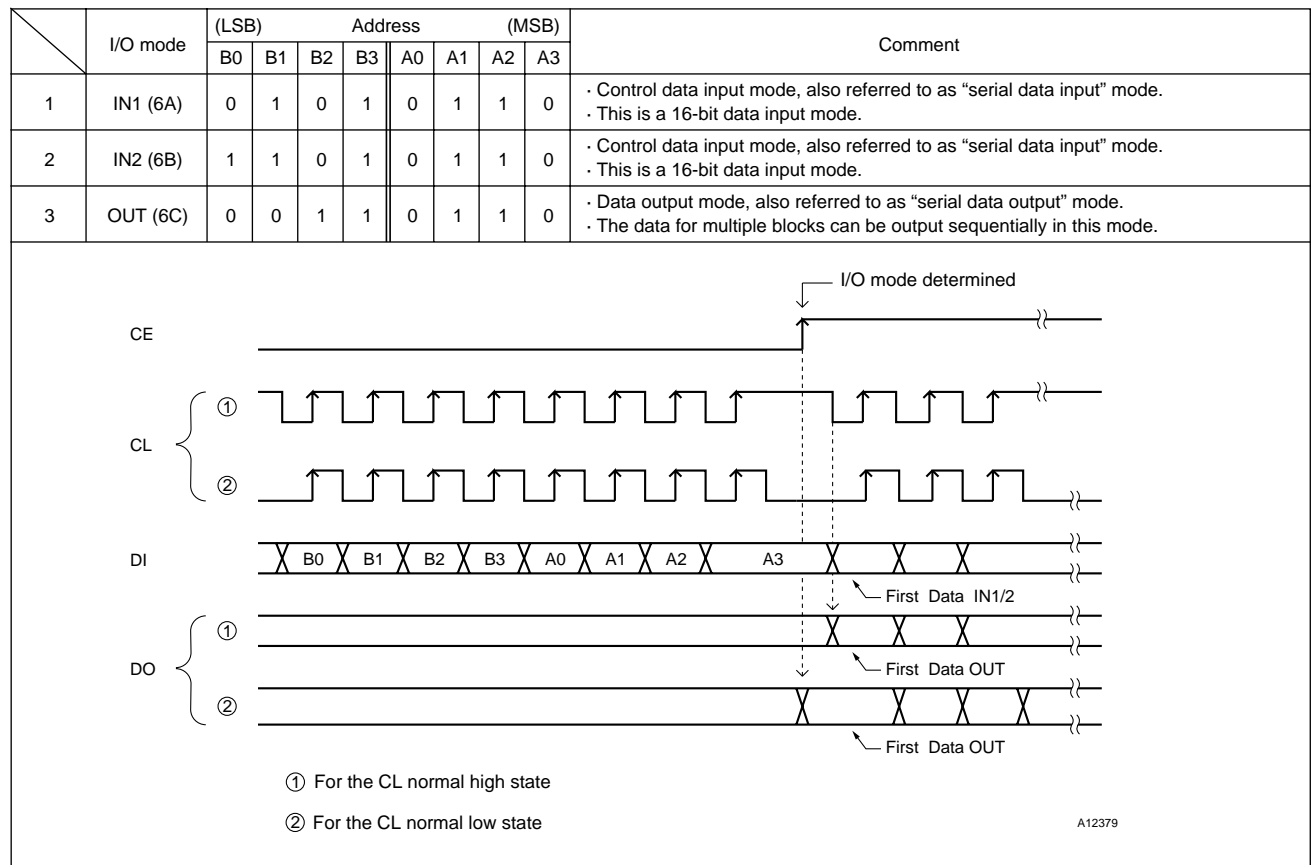 I/O mode (LSB) Address (MSB) Comment
B0 B1 B2 B3 A0 A1 A2 A3
1 IN1 (6A) 0 1 0 1 0 1 1 0 · Control data input mode, also referred to as “serial data input” mode.
· This is a 16-bit data input mode.
2 IN2 (6B) 1 1 0 1 0 1 1 0 · Control data input mode, also referred to as “serial data input” mode.
· This is a 16-bit data input mode.
3 OUT (6C) 0 0 1 1 0 1 1 0 · Data output mode, also referred to as “serial data output” mode.
· The data for multiple blocks can be output sequentially in this mode.
I/O mode determined
CE
①
CL
②
DI B0 B1 B2 B3 A0 A1 A2 A3
First Data IN1/2
①
First Data OUT
DO
②
First Data OUT
① For the CL normal high state
② For the CL normal low state
A12379